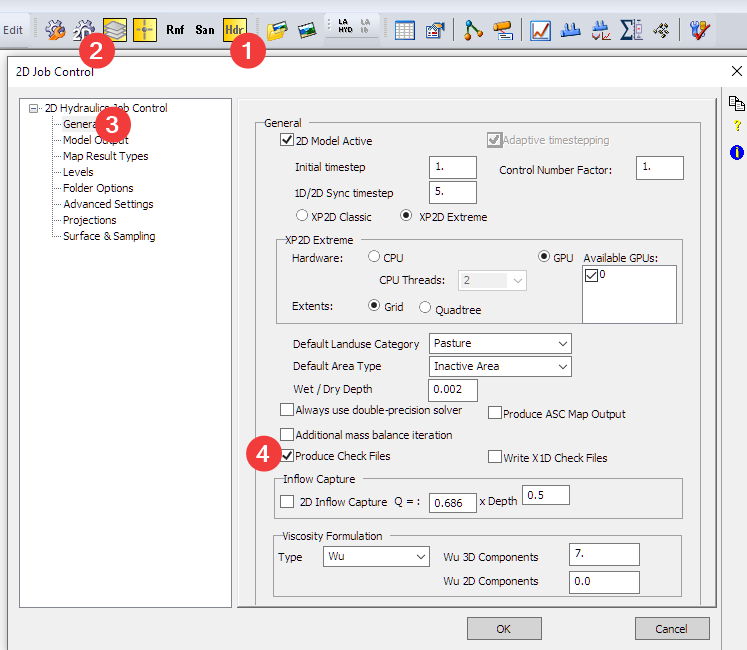 Edit 2D Rnf San Hdr LA HYD LA lb
2 1
2D Job Control
2D Hydraulics Job Control
General
3
Model Output
Map Result Types
Levels
Folder Options
Advanced Settings
Projections
Surface & Sampling
General
2D Model Active Adaptive timestepping
Initial timestep 1. Control Number Factor: 1.
1D/2D Sync timestep 5.
XP2D Classic XP2D Extreme
XP2D Extreme
Hardware: CPU GPU Available GPUs:
0
CPU Threads: 2
Extents: Grid Quadtree
Default Landuse Category Pasture
Default Area Type Inactive Area
Wet / Dry Depth 0.002
Always use double-precision solver Produce ASC Map Output
Additional mass balance iteration
4 Produce Check Files Write X1D Check Files
Inflow Capture
2D Inflow Capture Q = : 0.686 x Depth 0.5
Viscosity Formulation
Type Wu Wu 3D Components 7.
Wu 2D Components 0.0
OK Cancel